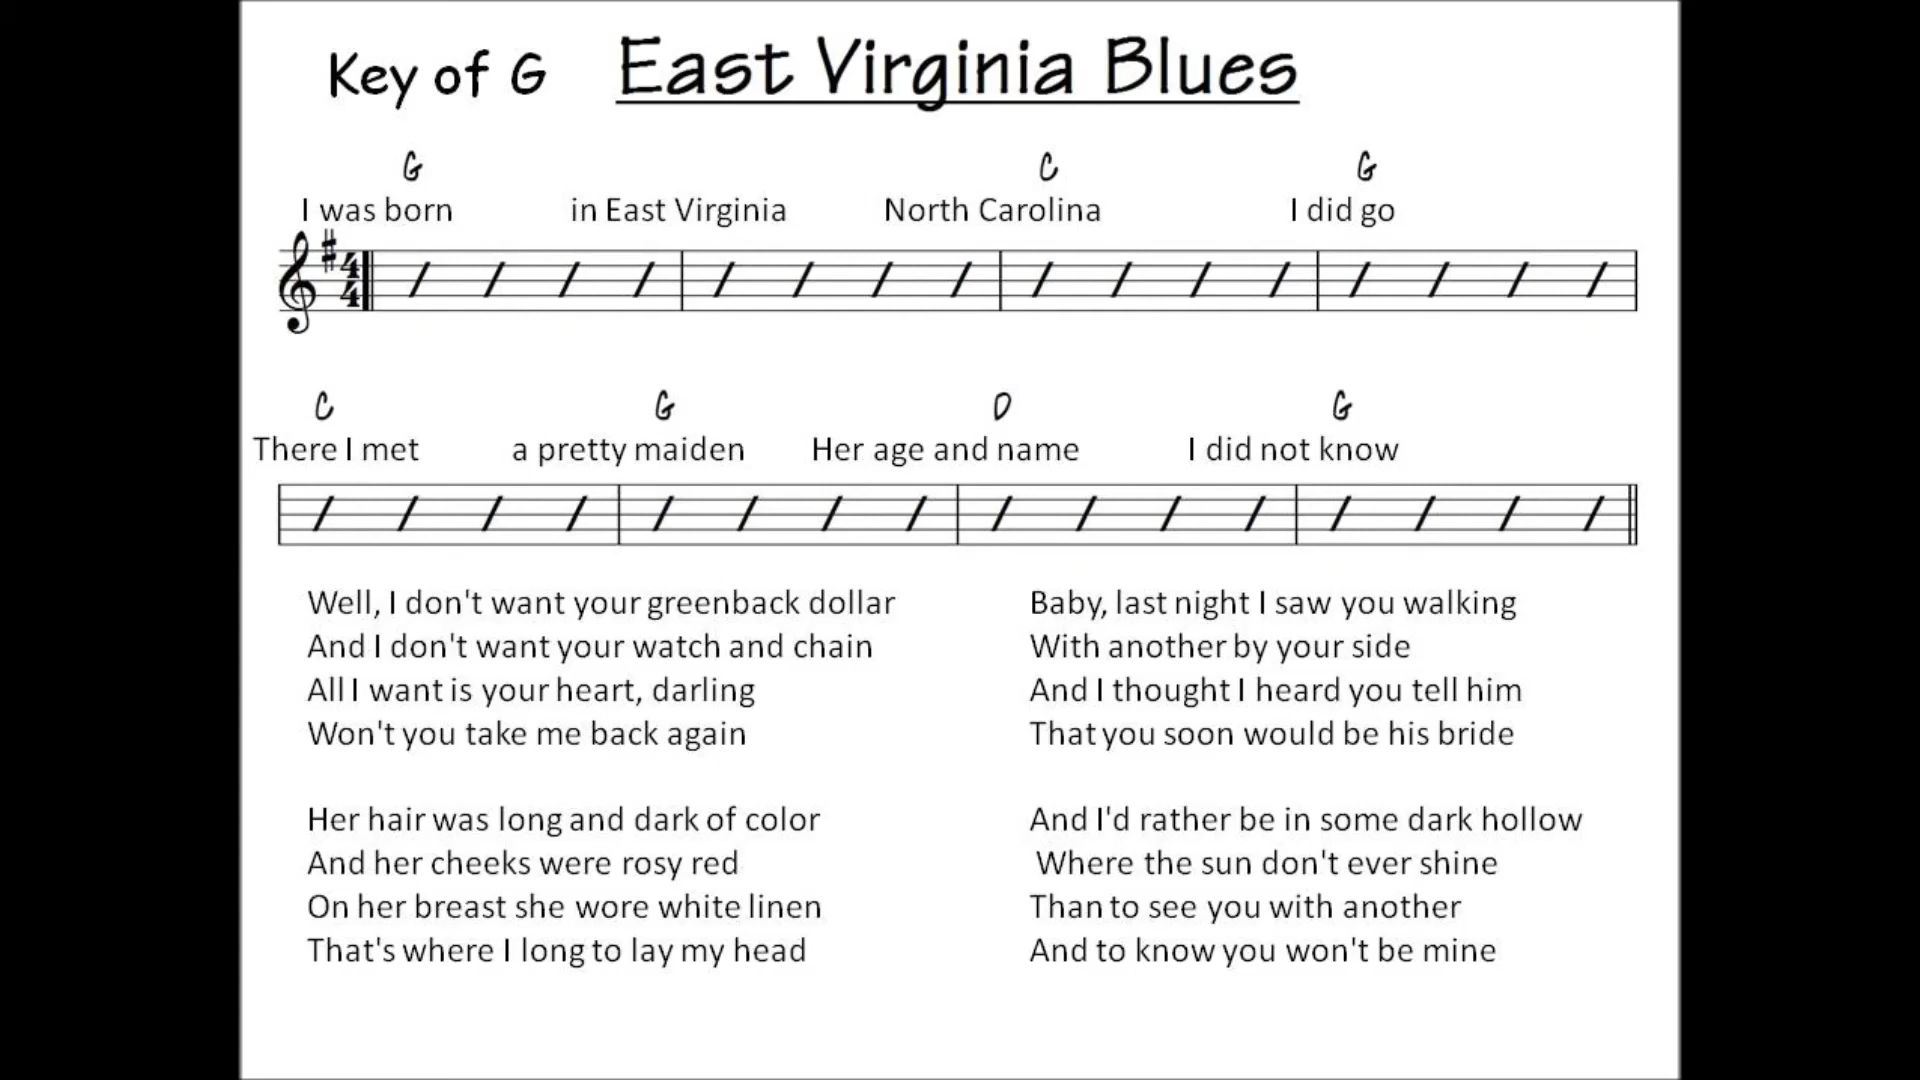 Key of G East Virginia Blues
G C G
I was born in East Virginia North Carolina I did go
4
4
C G D G
There I met a pretty maiden Her age and name I did not know
Well, I don't want your greenback dollar
And I don't want your watch and chain
All I want is your heart, darling
Won't you take me back again
Her hair was long and dark of color
And her cheeks were rosy red
On her breast she wore white linen
That's where I long to lay my head
Baby, last night I saw you walking
With another by your side
And I thought I heard you tell him
That you soon would be his bride
And I'd rather be in some dark hollow
Where the sun don't ever shine
Than to see you with another
And to know you won't be mine